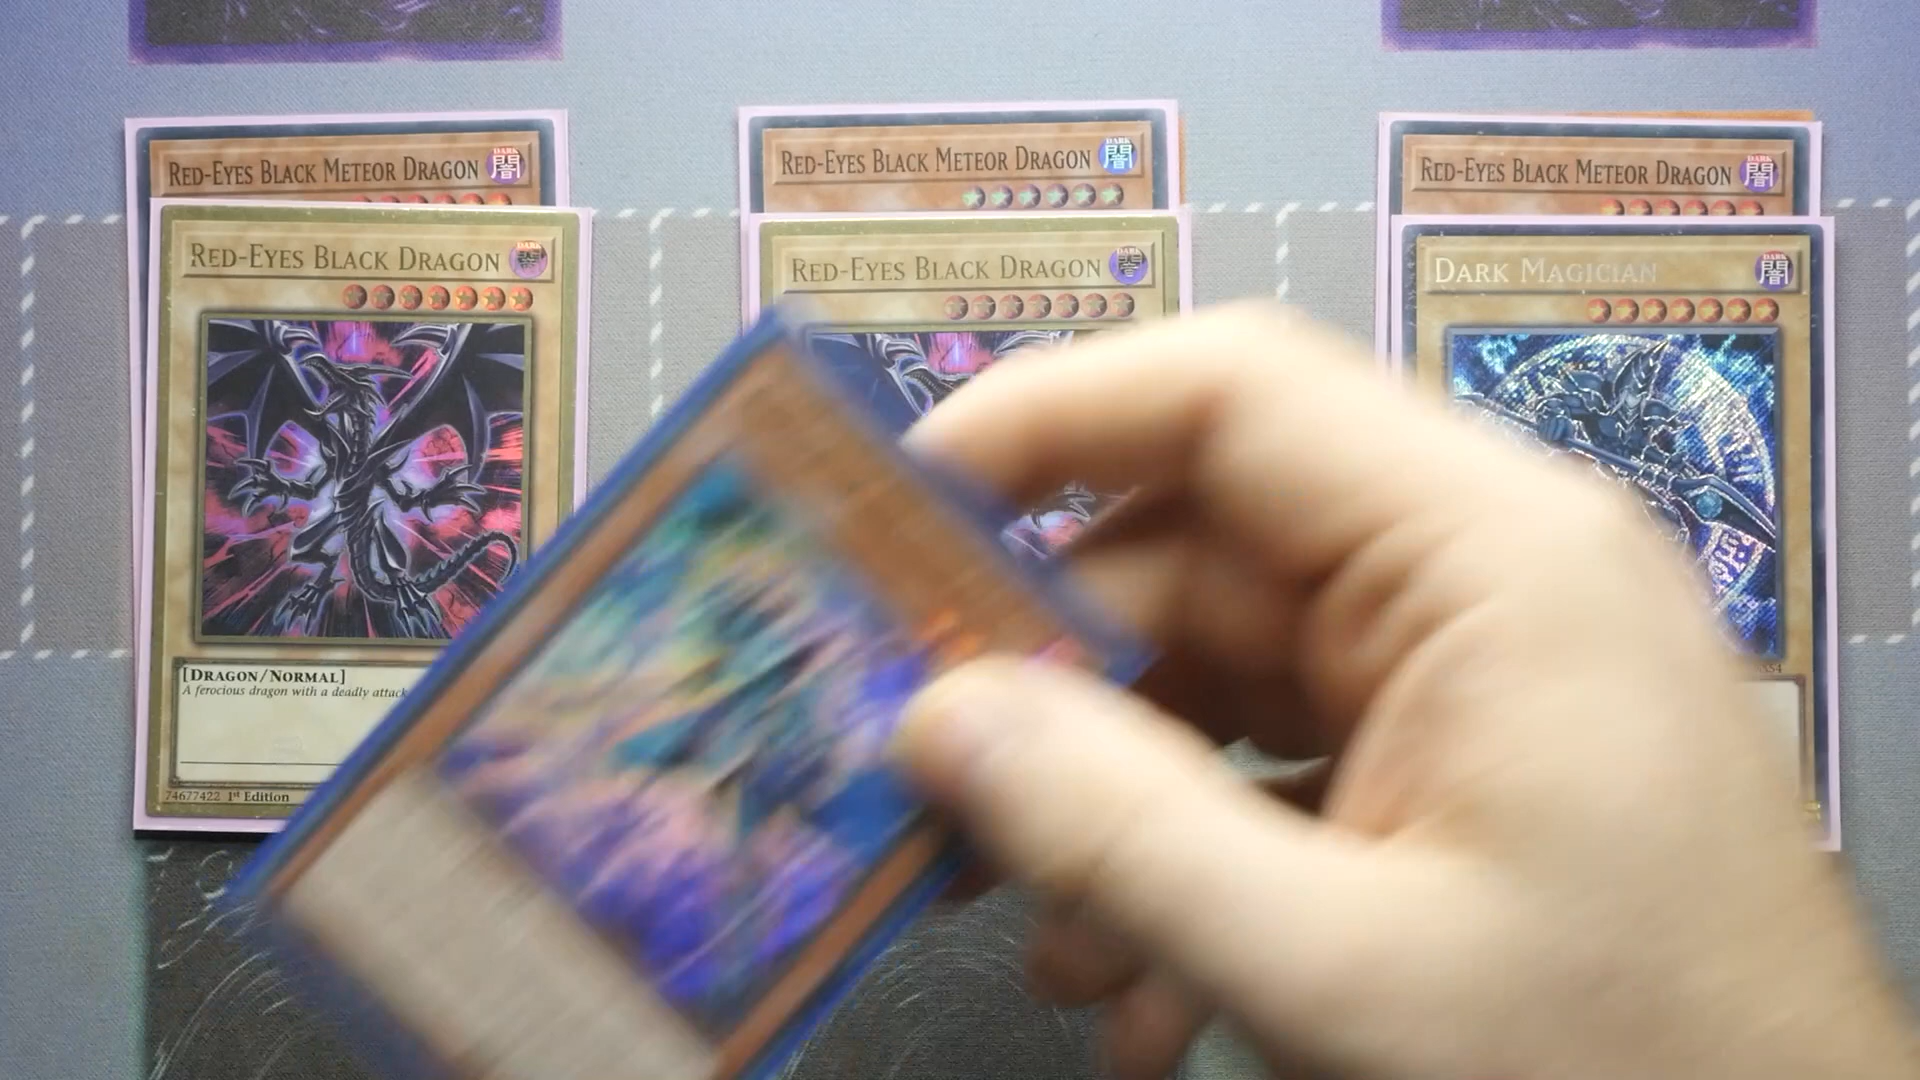 RED-EYES BLACK METEOR DRAGON
DARK
闇
RED-EYES BLACK METEOR DRAGON
DARK
闇
RED-EYES BLACK METEOR DRAGON
DARK
闇
RED-EYES BLACK DRAGON
DARK
闇
RED-EYES BLACK DRAGON
DARK
闇
DARK MAGICIAN
DARK
闇
[DRAGON/NORMAL]
A ferocious dragon with a deadly attack
74677422 1st Edition